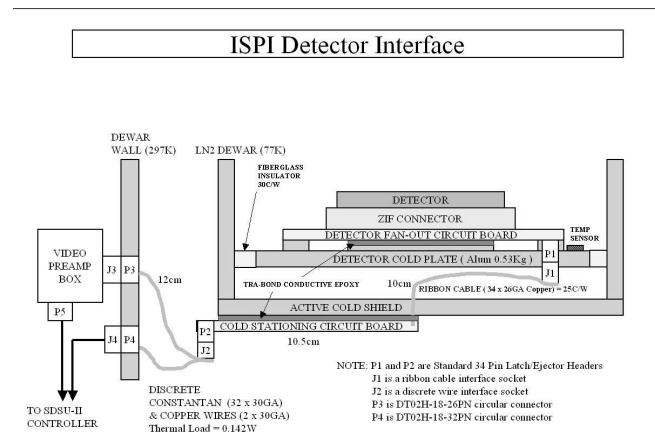 ISPI Detector Interface
DEWAR
WALL (297K)
LN2 DEWAR (77K)
FIBERGLASS
INSULATOR
30C/W
DETECTOR
ZIF CONNECTOR
DETECTOR FAN-OUT CIRCUIT BOARD
TEMP
SENSOR
VIDEO
PREAMP
BOX
J3
P3
DETECTOR COLD PLATE ( Alum 0.53Kg )
P1
J1
12cm
TRA-BOND CONDUCTIVE EPOXY
10cm
RIBBON CABLE ( 34 x 26GA Copper) = 25C/W
P5
ACTIVE COLD SHIELD
J4
P4
P2
COLD STATIONING CIRCUIT BOARD
J2
10.5cm
NOTE: P1 and P2 are Standard 34 Pin Latch/Ejector Headers
J1 is a ribbon cable interface socket
J2 is a discrete wire interface socket
P3 is DT02H-18-26PN circular connector
P4 is DT02H-18-32PN circular connector
DISCRETE
CONSTANTAN (32 x 30GA)
& COPPER WIRES (2 x 30GA)
Thermal Load = 0.142W
TO SDSU-II
CONTROLLER